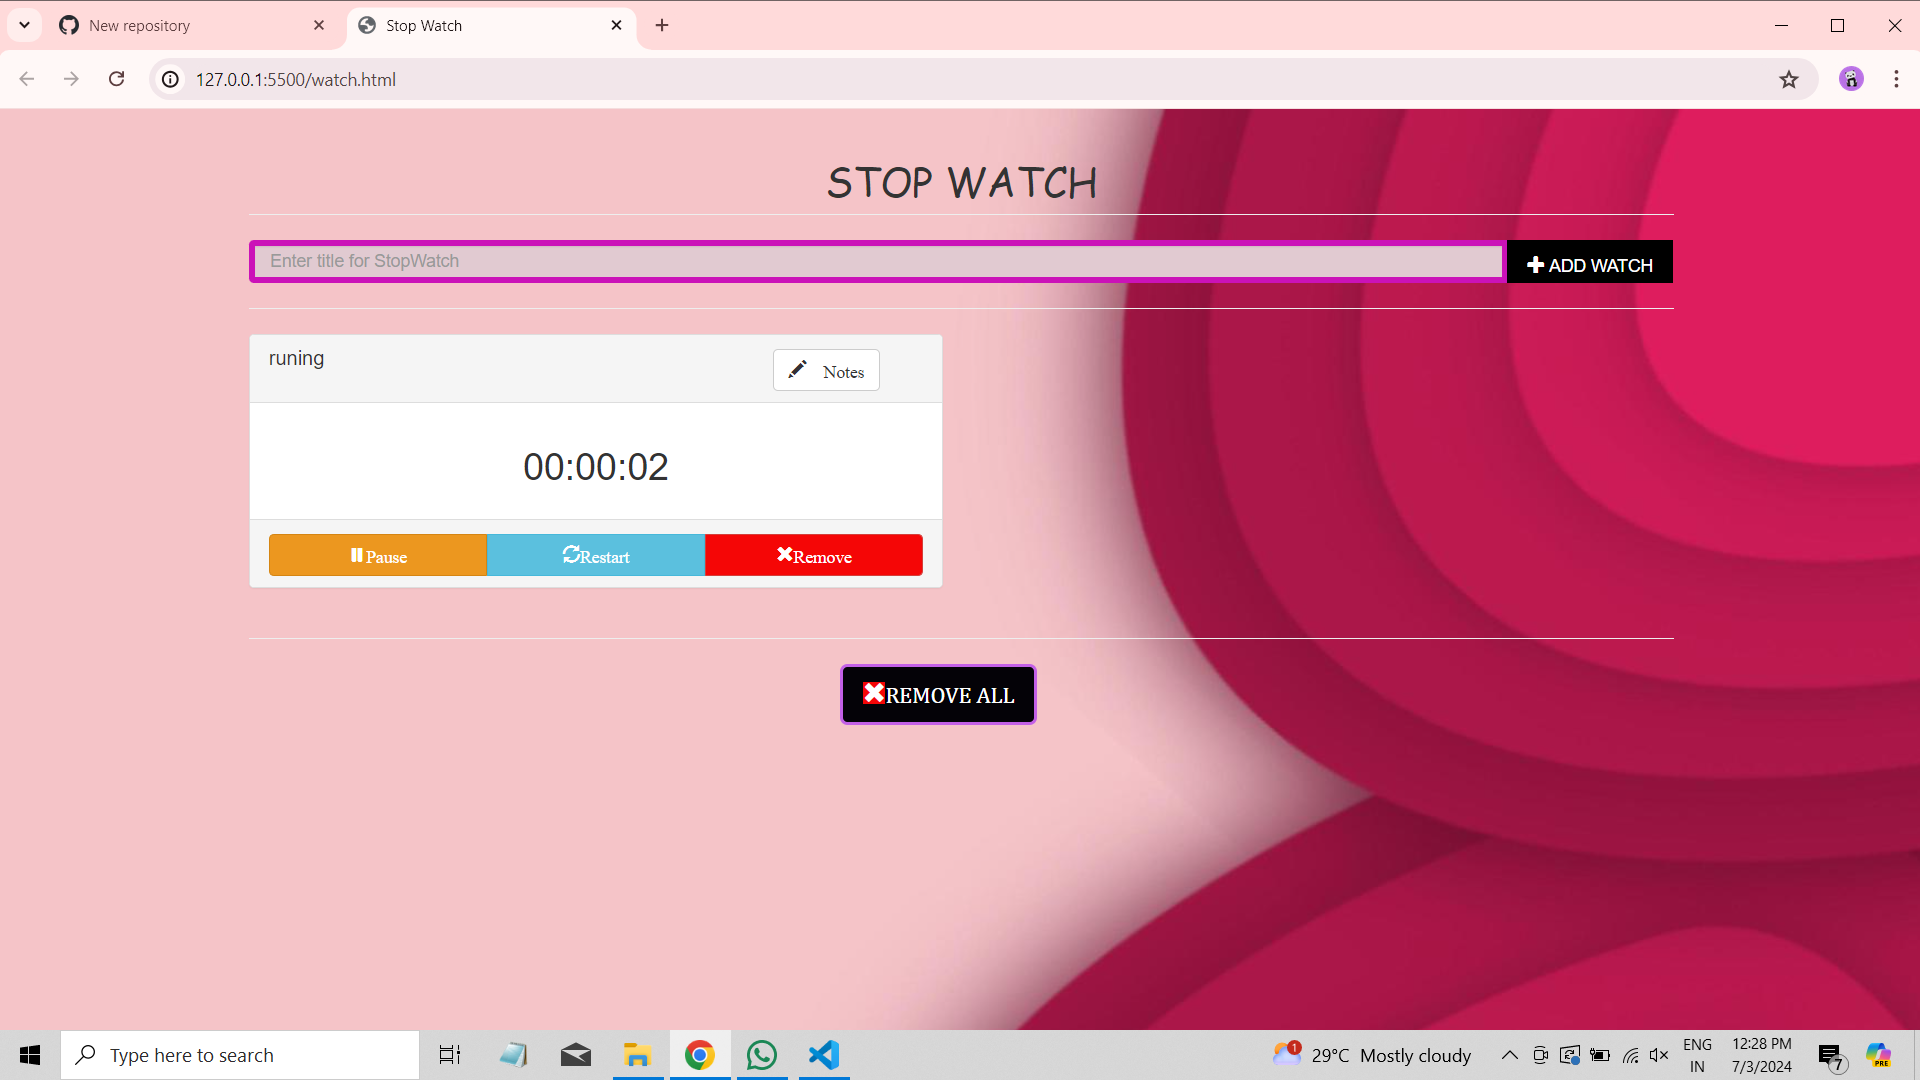 New repository
Stop Watch
127.0.0.1:5500/watch.html
STOP WATCH
Enter title for StopWatch
ADD WATCH
runing
Notes
00:00:02
Pause
Restart
Remove
REMOVE ALL
Type here to search
1
29°C Mostly cloudy
ENG
IN
12:28 PM
7/3/2024
7
PRE